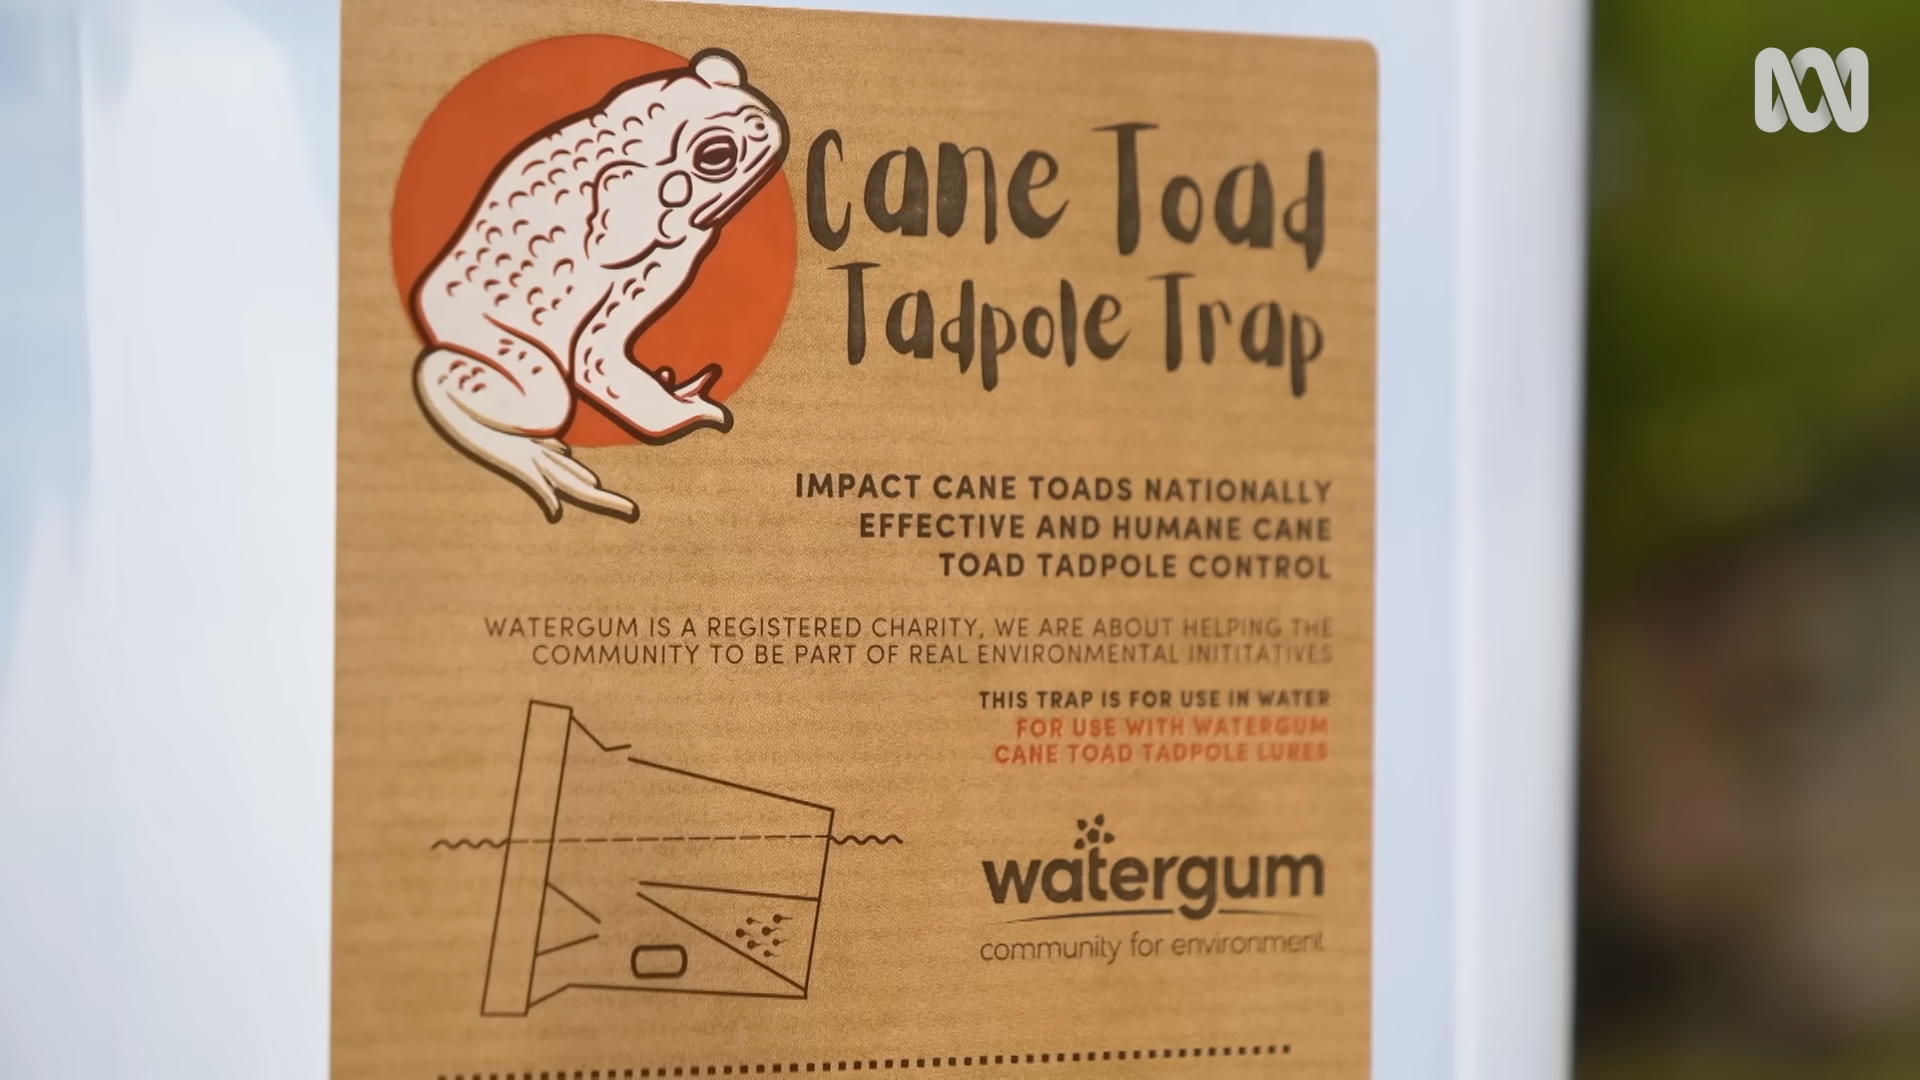 Cane Toad
Tadpole Trap
IMPACT CANE TOADS NATIONALLY
EFFECTIVE AND HUMANE CANE
TOAD TADPOLE CONTROL
WATERGUM IS A REGISTERED CHARITY, WE ARE ABOUT HELPING THE
COMMUNITY TO BE PART OF REAL ENVIRONMENTAL INITITATIVES
THIS TRAP IS FOR USE IN WATER
FOR USE WITH WATERGUM
CANE TOAD TADPOLE LURES
watergum
community for environment